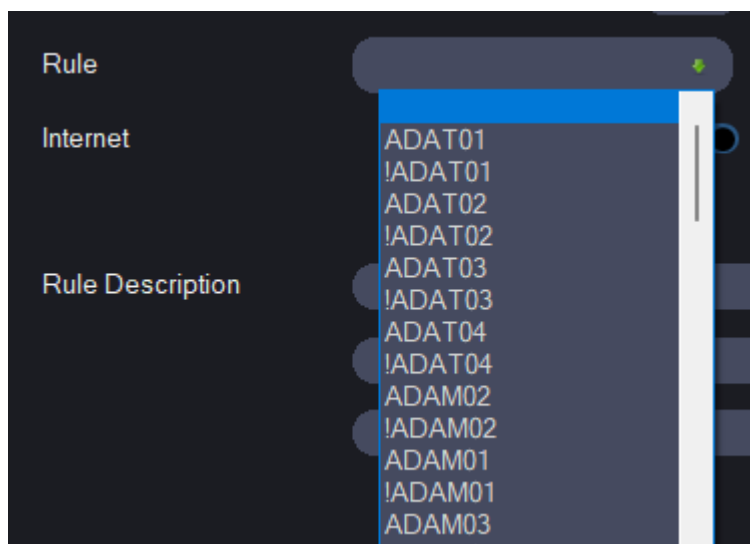 Rule
Internet
Rule Description
ADAT01
!ADAT01
ADAT02
!ADAT02
ADAT03
!ADAT03
ADAT04
!ADAT04
ADAM02
!ADAM02
ADAM01
!ADAM01
ADAM03